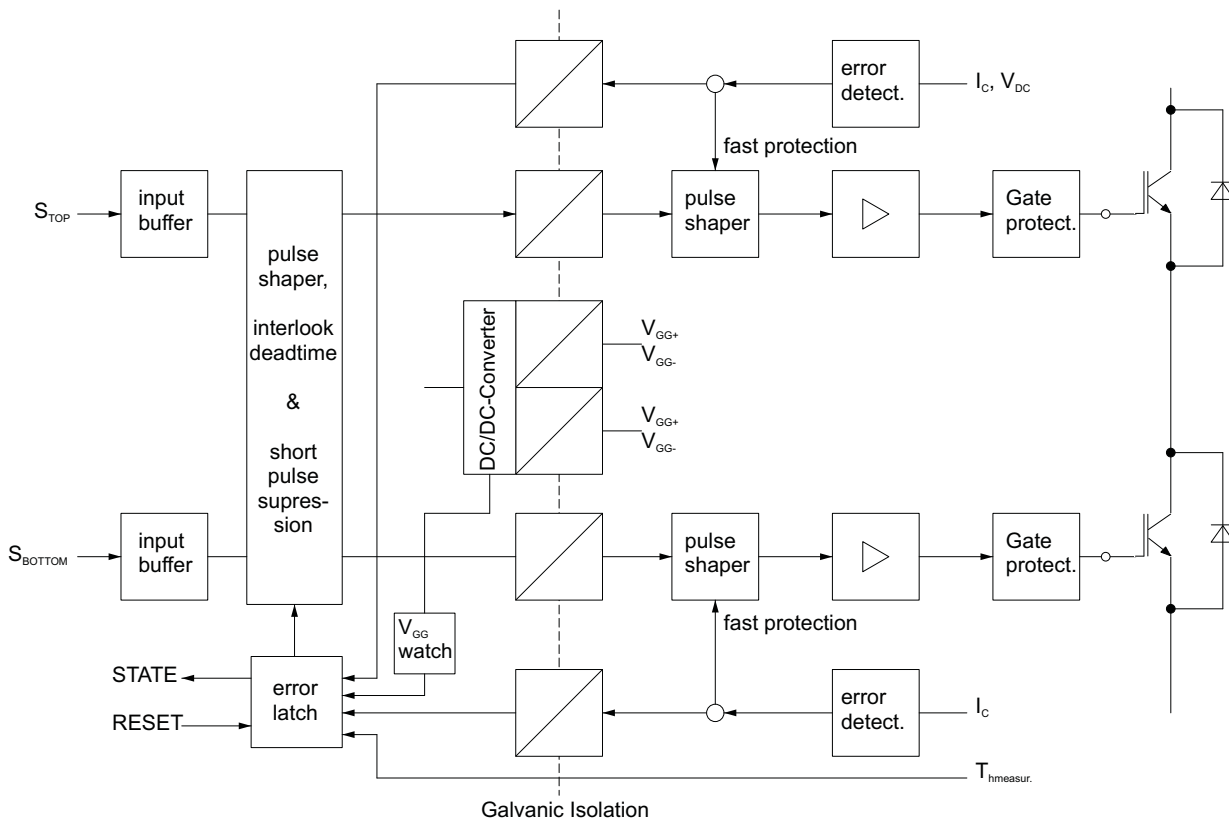 error
detect.
I_C, V_DC
fast protection
S_TOP
input
buffer
pulse
shaper,
interlook
deadtime
&
short
pulse
supres-
sion
pulse
shaper
Gate
protect.
DC/DC-Converter
V_GG+
V_GG-
V_GG+
V_GG-
S_BOTTOM
input
buffer
pulse
shaper
Gate
protect.
fast protection
V_GG
watch
STATE
RESET
error
latch
error
detect.
I_C
T_hmeasur.
Galvanic Isolation